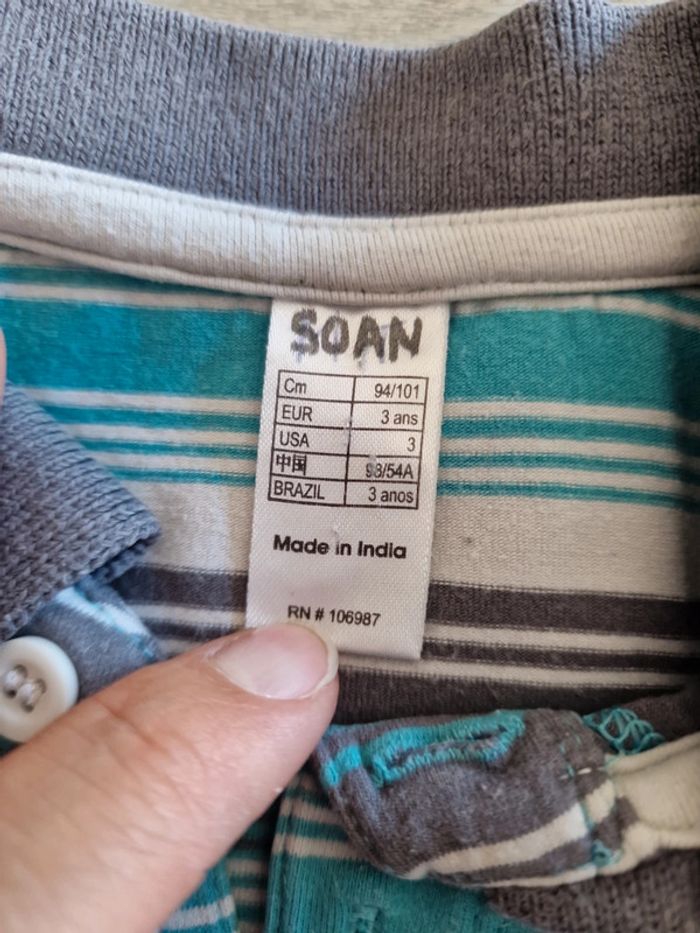 SOAN
Cm 94/101
EUR 3 ans
USA 3
中国 98/54A
BRAZIL 3 anos
Made in India
RN # 106987